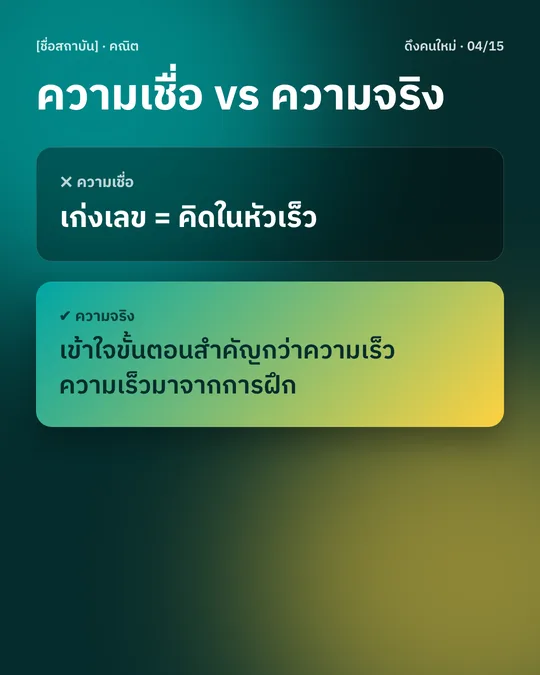 [ชื่อสถาบัน] · คณิต
ดึงคนใหม่ · 04/15
ความเชื่อ vs ความจริง
✕ ความเชื่อ
เก่งเลข = คิดในหัวเร็ว
✔ ความจริง
เข้าใจขั้นตอนสำคัญกว่าความเร็ว
ความเร็วมาจากการฝึก